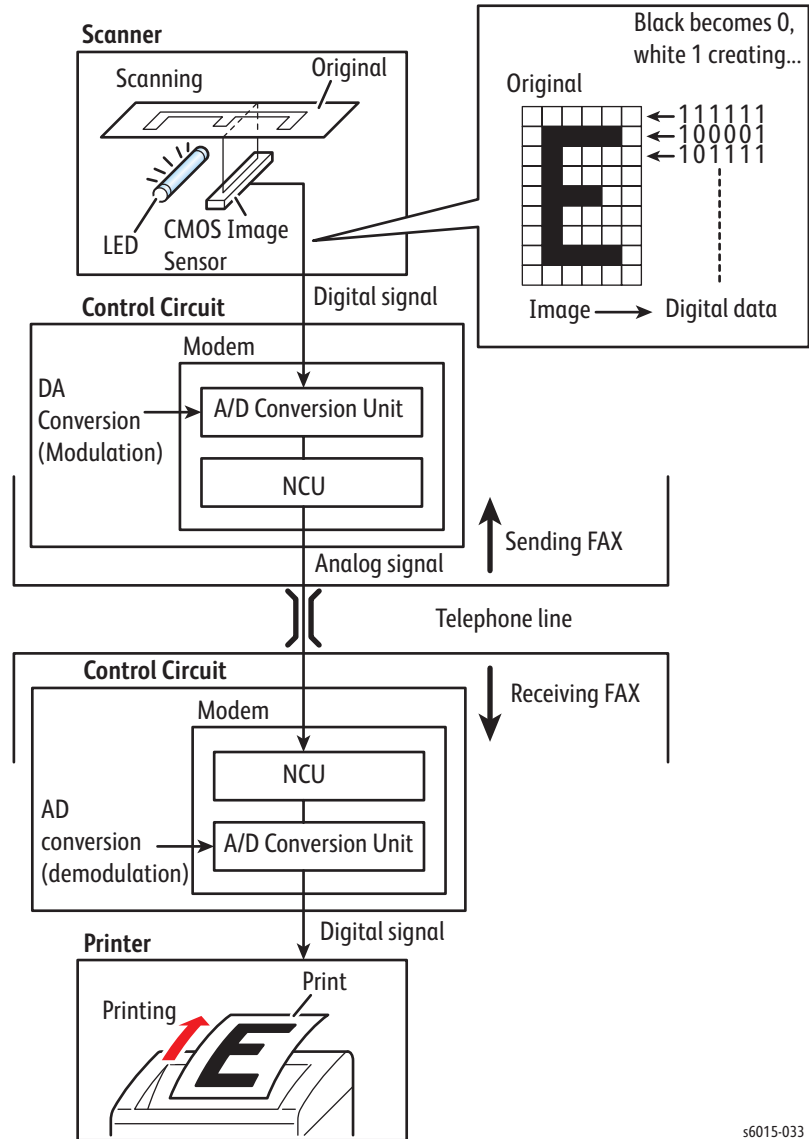 Scanner
Scanning
Original
LED
CMOS Image
Sensor
Black becomes 0,
white 1 creating...
Original
111111
100001
101111
Image
Digital data
Digital signal
Control Circuit
Modem
DA
Conversion
(Modulation)
A/D Conversion Unit
NCU
Sending FAX
Analog signal
Telephone line
Control Circuit
Receiving FAX
Modem
NCU
AD
conversion
(demodulation)
A/D Conversion Unit
Digital signal
Printer
Print
Printing
E
s6015-033